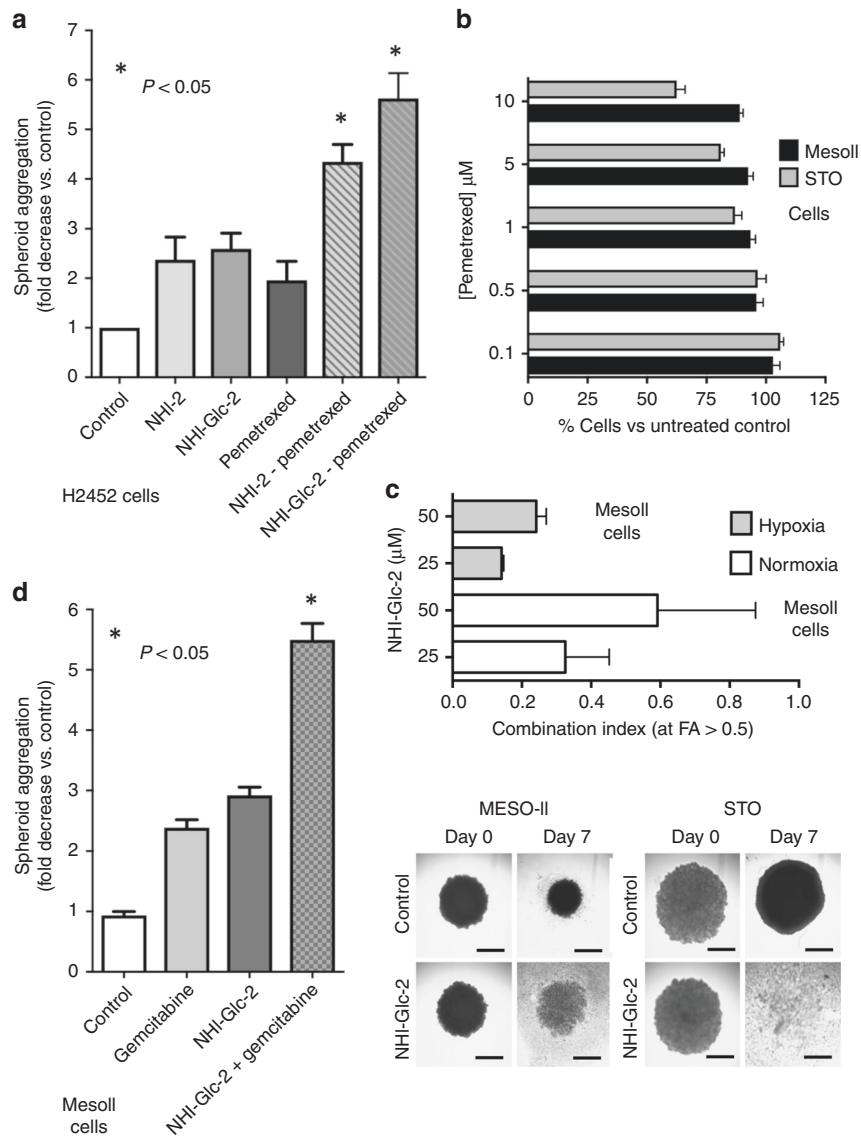 a
7
6
5
4
3
2
1
0
Spheroid aggregation
(fold decrease vs. control)
*
P < 0.05
*
*
Control
NHI-2
NHI-Glc-2
Pemetrexed
NHI-2 - pemetrexed
NHI-Glc-2 - pemetrexed
H2452 cells
b
[Pemetrexed] µM
10
5
1
0.5
0.1
0
25
50
75
100
125
% Cells vs untreated control
MesoII
STO
Cells
c
NHI-Glc-2 (µM)
50
25
50
25
MesoII
cells
Hypoxia
Normoxia
MesoII
cells
0.0
0.2
0.4
0.6
0.8
1.0
Combination index (at FA > 0.5)
d
6
5
4
3
2
1
0
Spheroid aggregation
(fold decrease vs. control)
*
P < 0.05
*
Control
Gemcitabine
NHI-Glc-2
NHI-Glc-2 + gemcitabine
MesoII
cells
MESO-II
STO
Day 0
Day 7
Day 0
Day 7
Control
NHI-Glc-2
Control
NHI-Glc-2